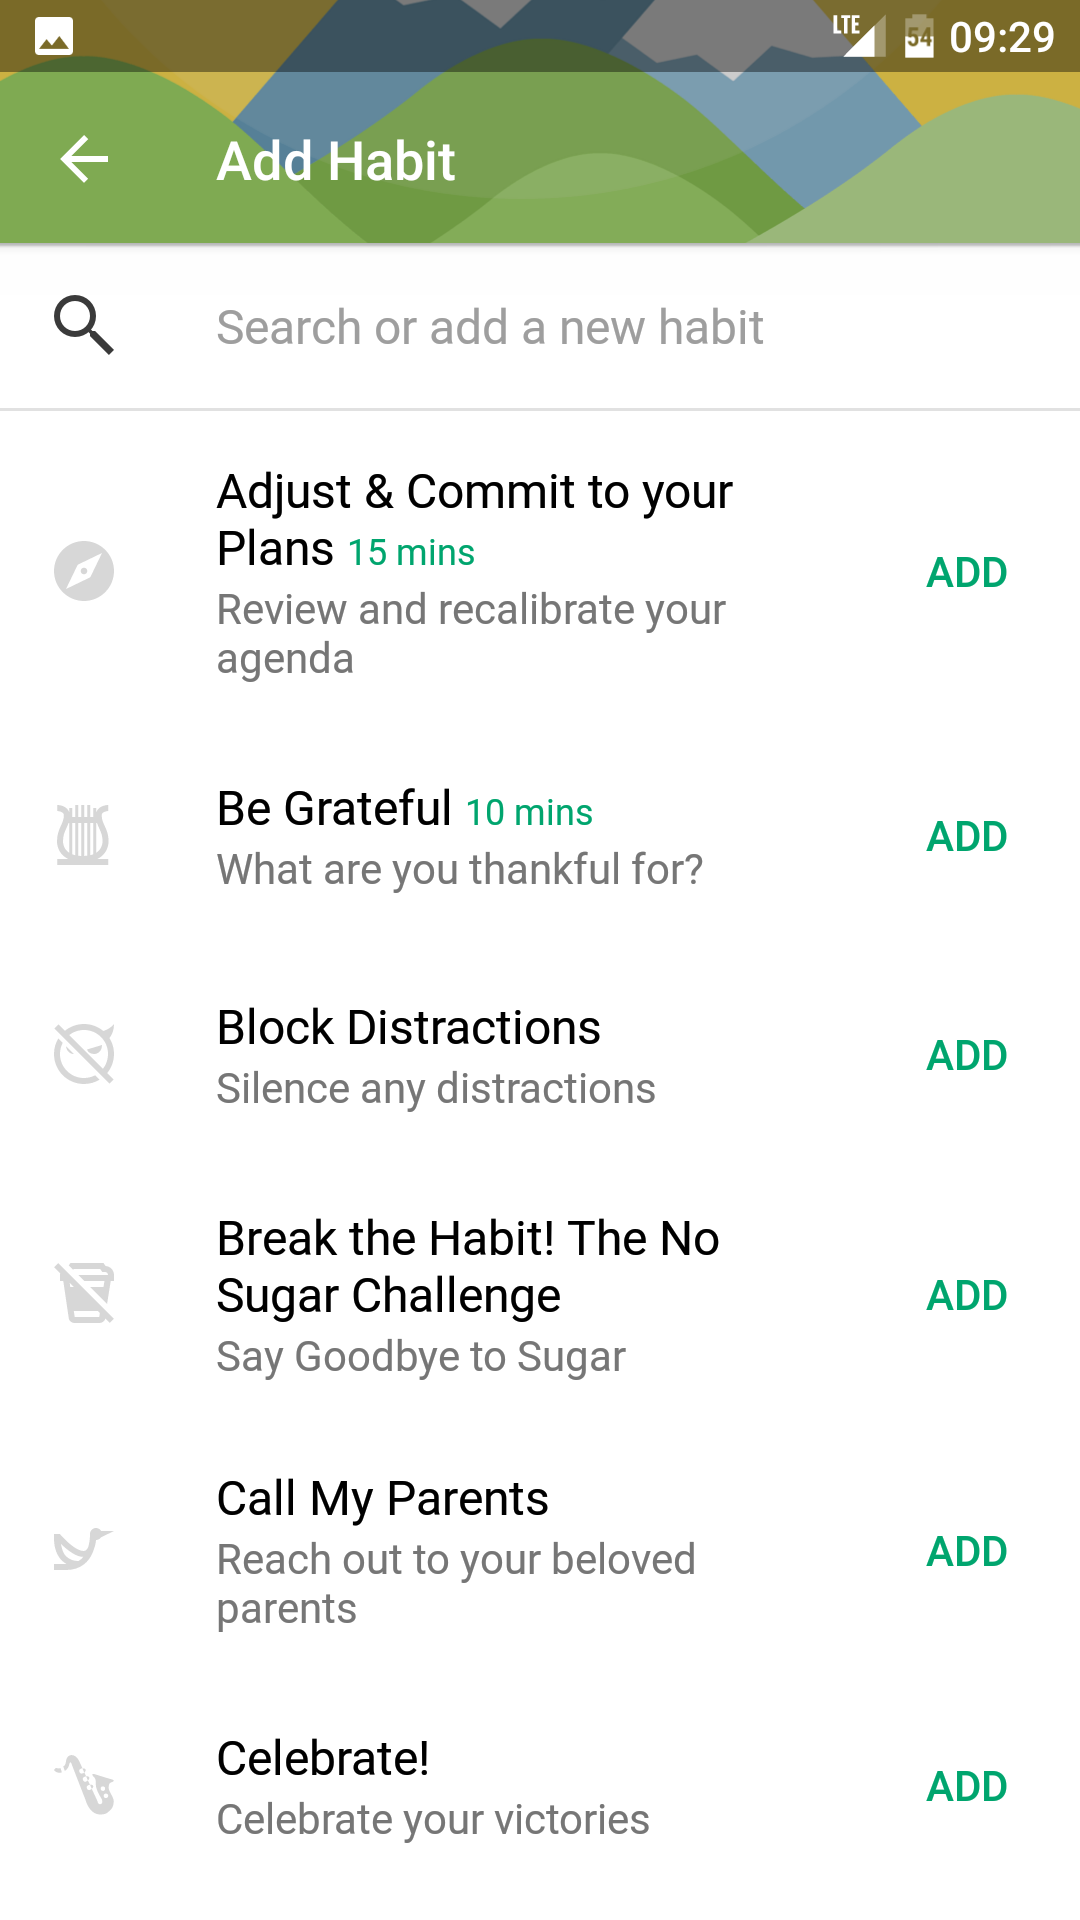 LTE 54 09:29
Add Habit
Search or add a new habit
Adjust & Commit to your
Plans 15 mins
Review and recalibrate your
agenda
ADD
Be Grateful 10 mins
What are you thankful for?
ADD
Block Distractions
Silence any distractions
ADD
Break the Habit! The No
Sugar Challenge
Say Goodbye to Sugar
ADD
Call My Parents
Reach out to your beloved
parents
ADD
Celebrate!
Celebrate your victories
ADD